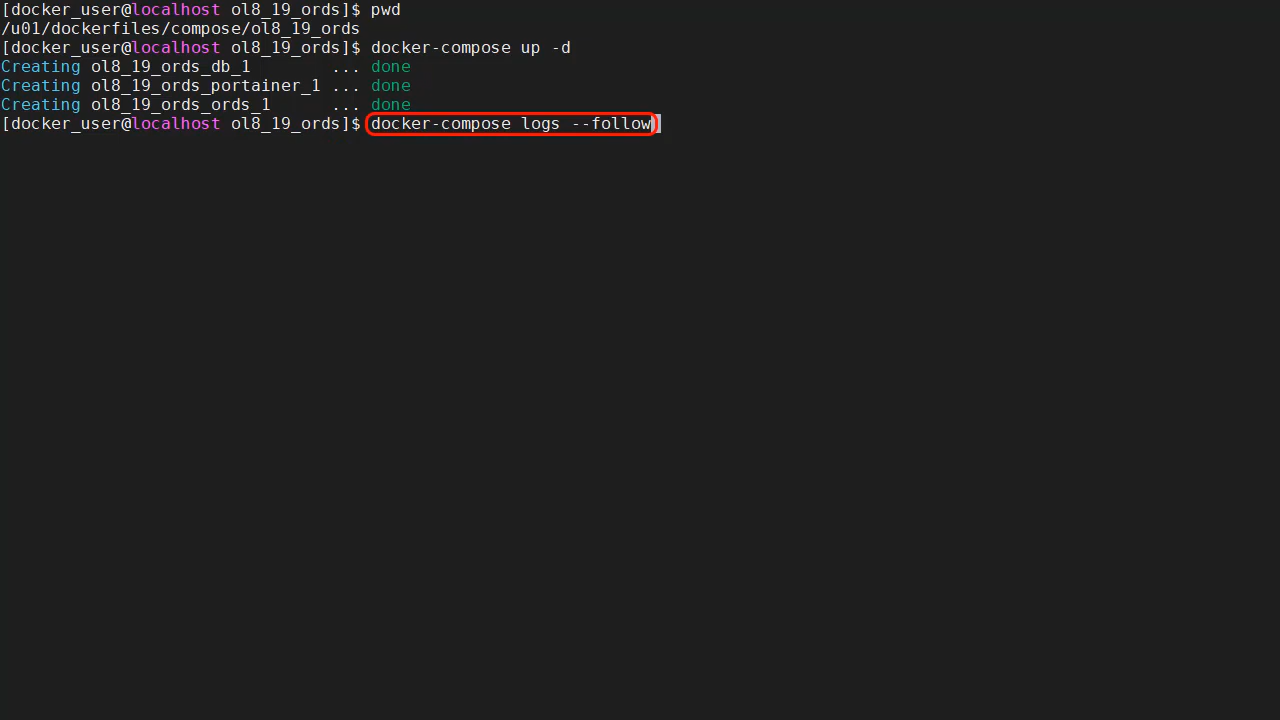 [docker_user@localhost ol8_19_ords]$ pwd
/u01/dockerfiles/compose/ol8_19_ords
[docker_user@localhost ol8_19_ords]$ docker-compose up -d
Creating ol8_19_ords_db_1        ... done
Creating ol8_19_ords_portainer_1 ... done
Creating ol8_19_ords_ords_1      ... done
[docker_user@localhost ol8_19_ords]$ docker-compose logs --follow